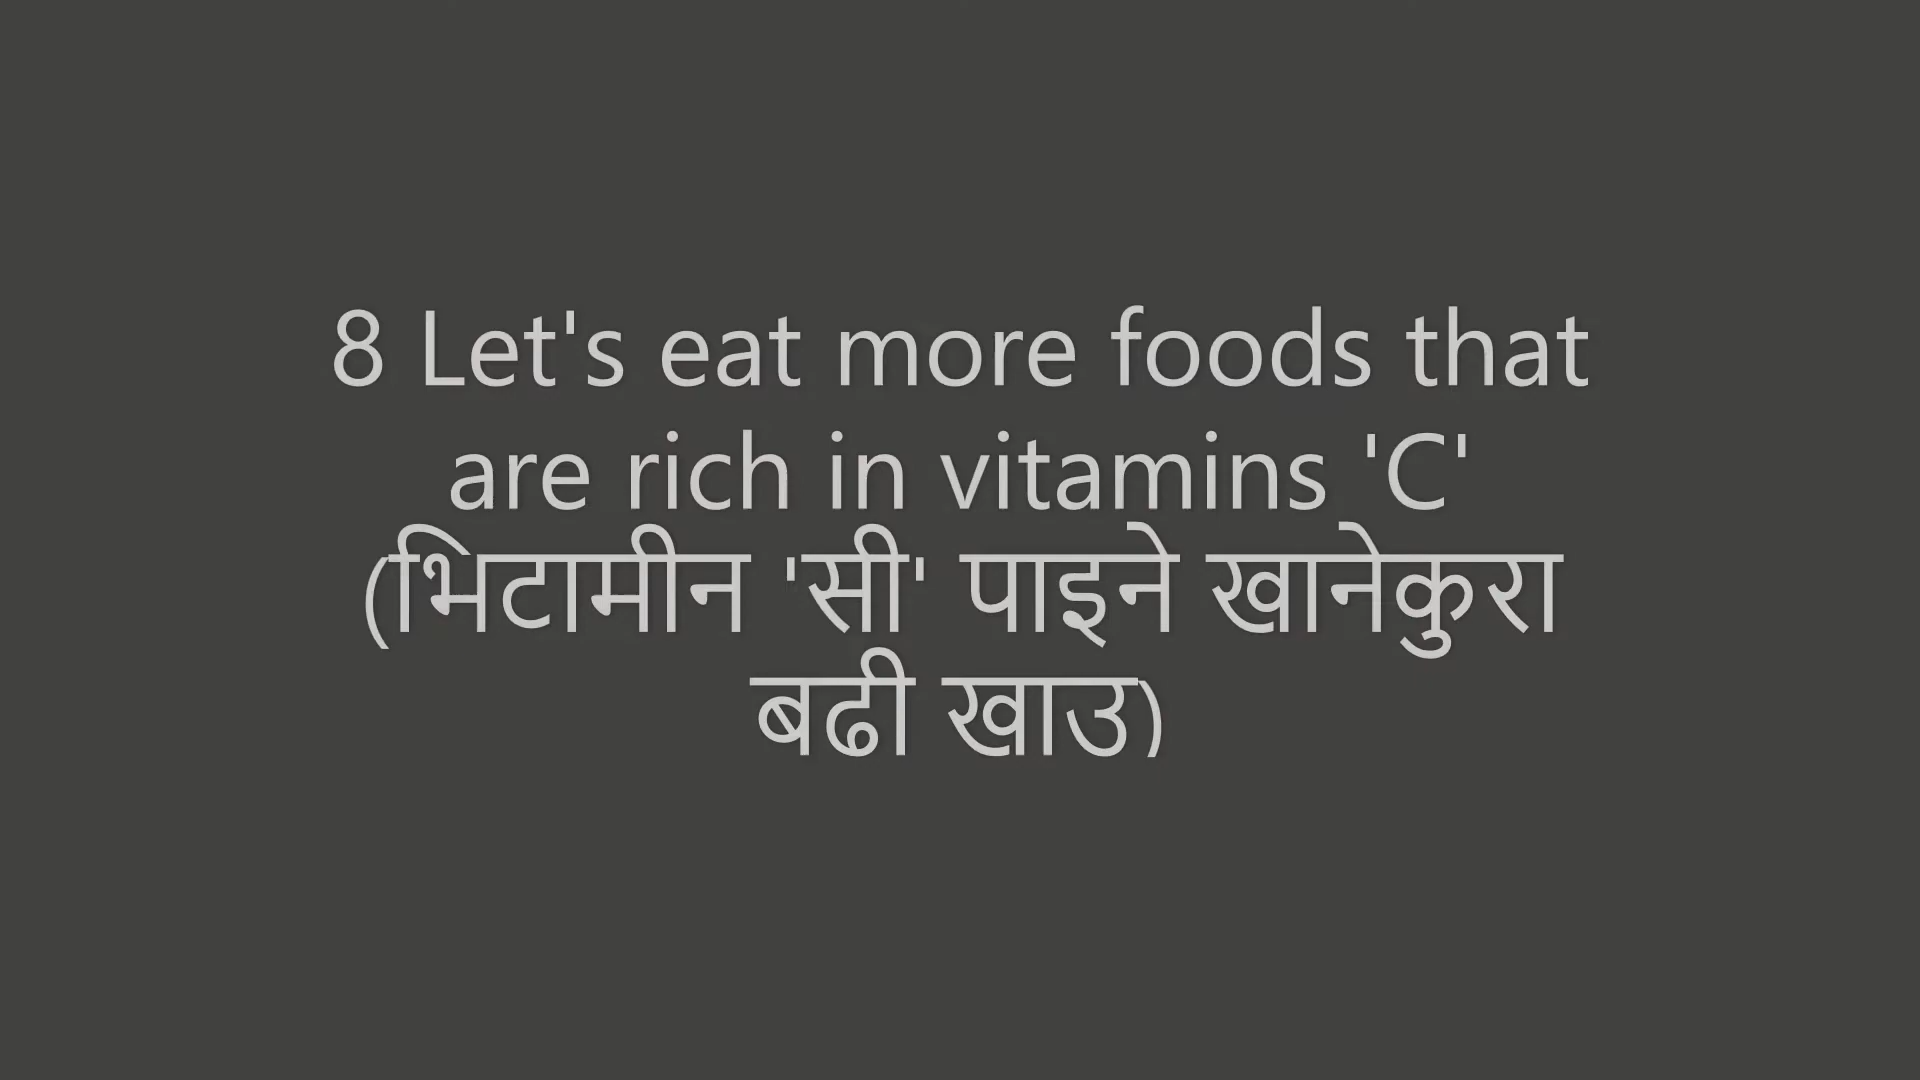 8 Let's eat more foods that
are rich in vitamins 'C'
(भिटामीन 'सी' पाइने खानेकुरा
बढी खाउ)